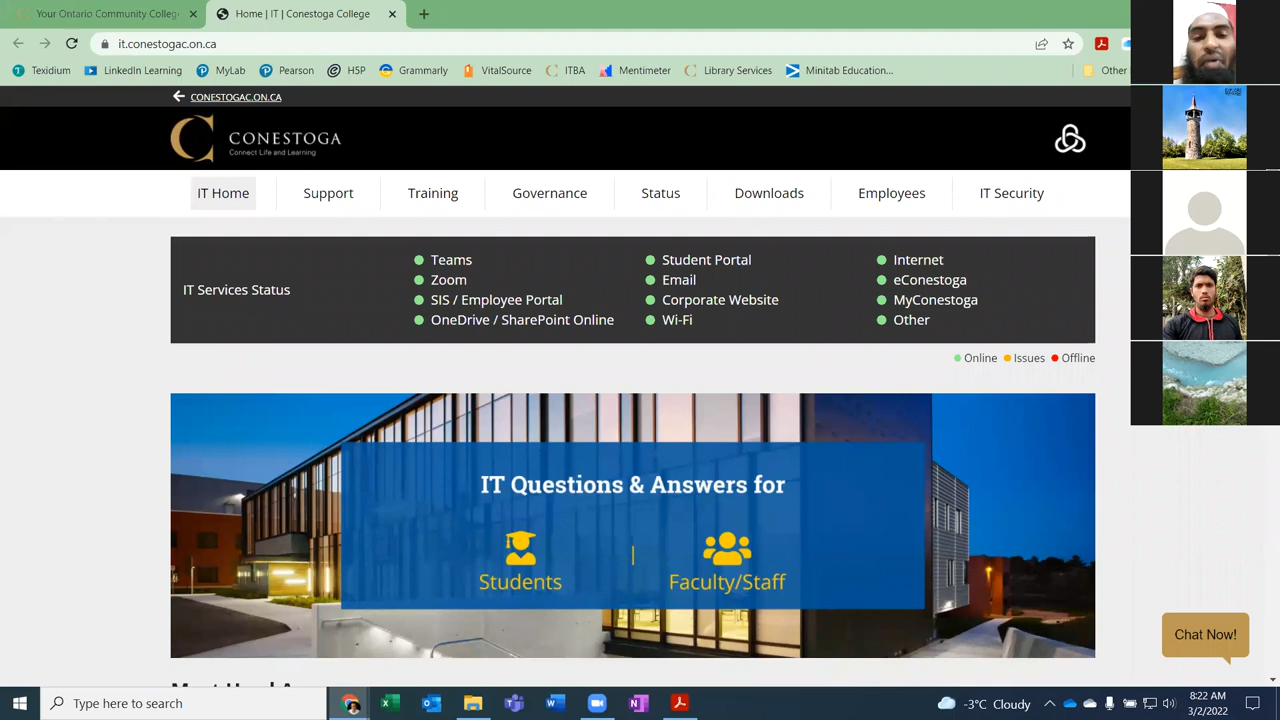 Your Ontario Community College
Home | IT | Conestoga College
it.conestogac.on.ca
Texidium
LinkedIn Learning
MyLab
Pearson
H5P
Grammarly
VitalSource
ITBA
Mentimeter
Library Services
Minitab Education...
Other
CONESTOGAC.ON.CA
CONESTOGA
Connect Life and Learning
IT Home
Support
Training
Governance
Status
Downloads
Employees
IT Security
IT Services Status
Teams
Zoom
SIS / Employee Portal
OneDrive / SharePoint Online
Student Portal
Email
Corporate Website
Wi-Fi
Internet
eConestoga
MyConestoga
Other
Online
Issues
Offline
IT Questions & Answers for
Students
Faculty/Staff
Chat Now!
Type here to search
-3°C Cloudy
8:22 AM
3/2/2022